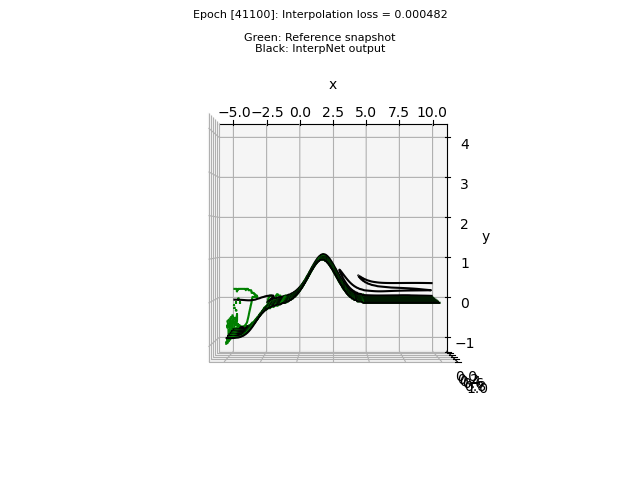 Epoch [41100]: Interpolation loss = 0.000482
Green: Reference snapshot
Black: InterpNet output
x
−5.0 −2.5 0.0 2.5 5.0 7.5 10.0
4
3
2
y
1
0
−1